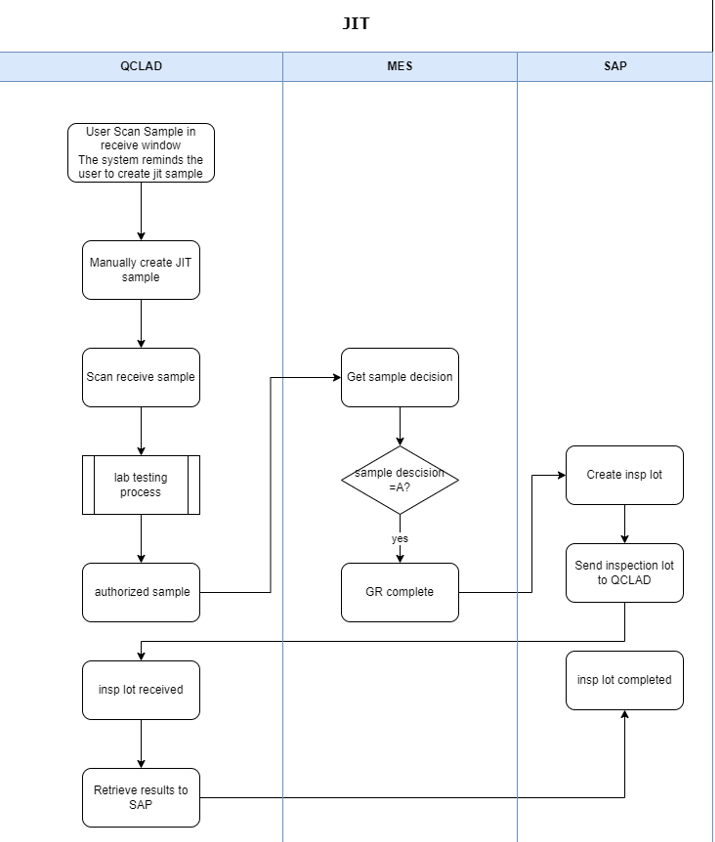 JIT
QCLAD
MES
SAP
User Scan Sample in
receive window
The system reminds the
user to create jit sample
Manually create JIT
sample
Scan receive sample
Get sample decision
lab testing
process
sample descision
=A?
Create insp lot
yes
authorized sample
GR complete
Send inspection lot
to QCLAD
insp lot received
insp lot completed
Retrieve results to
SAP